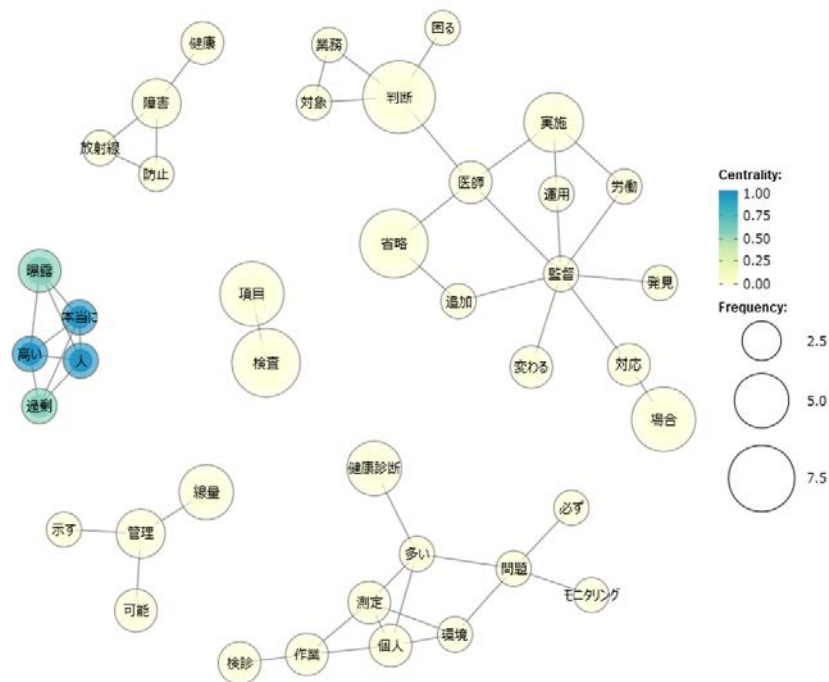 健康
障害
放射線
防止
困る
業務
対象
判断
実施
医師
運用
労働
省略
監督
追加
発見
変わる
対応
場合
曝露
本当に
高い
人
過剰
項目
検査
線量
示す
管理
可能
健康診断
必ず
多い
問題
モニタリング
測定
環境
個人
作業
検診
Centrality:
1.00
0.75
0.50
0.25
0.00
Frequency:
2.5
5.0
7.5